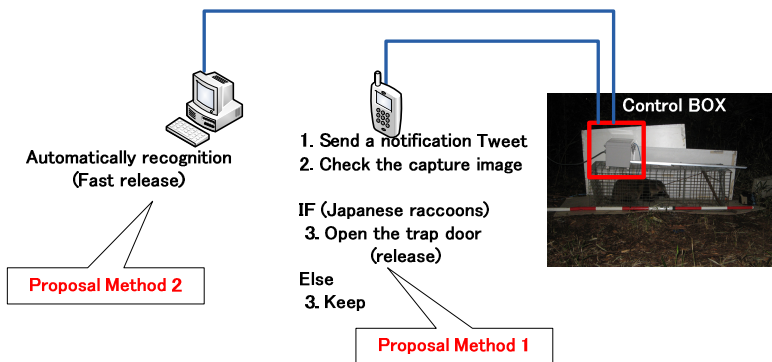 Control BOX
Automatically recognition
(Fast release)
Proposal Method 2
1. Send a notification Tweet
2. Check the capture image
IF (Japanese raccoons)
3. Open the trap door
(release)
Else
3. Keep
Proposal Method 1